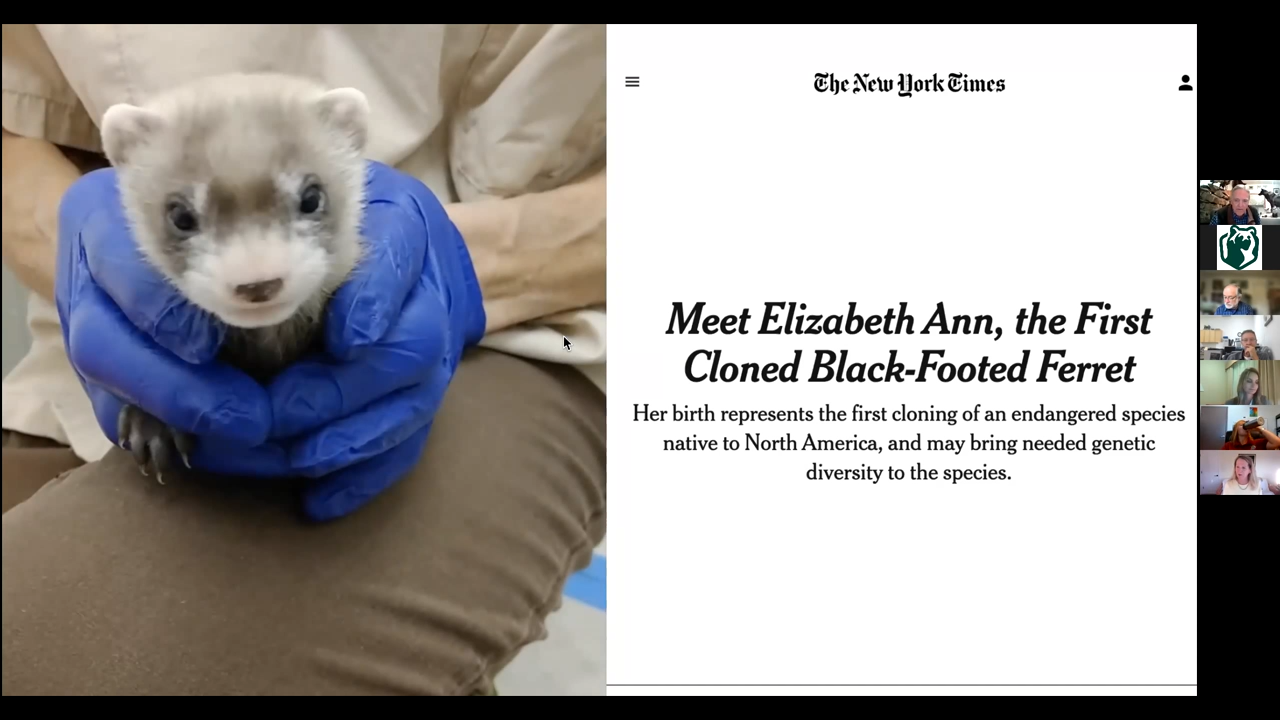 The New York Times
Meet Elizabeth Ann, the First
Cloned Black-Footed Ferret
Her birth represents the first cloning of an endangered species
native to North America, and may bring needed genetic
diversity to the species.